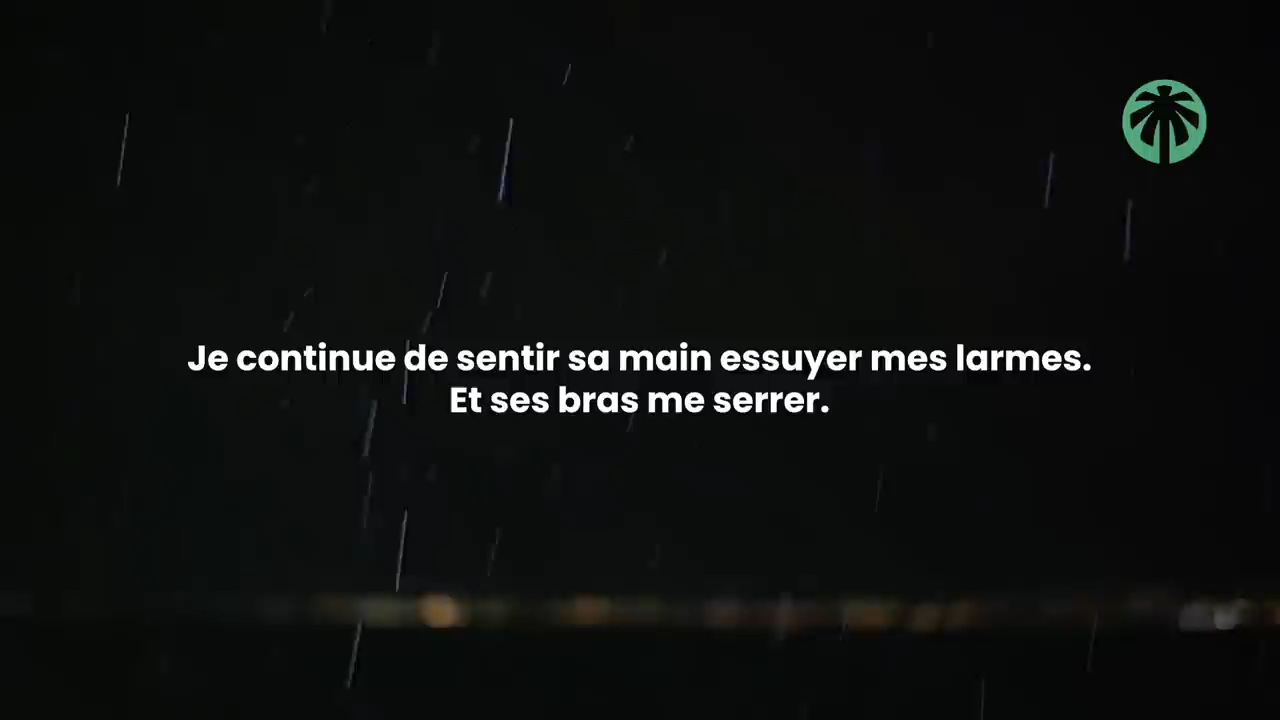 Je continue de sentir sa main essuyer mes larmes.
Et ses bras me serrer.